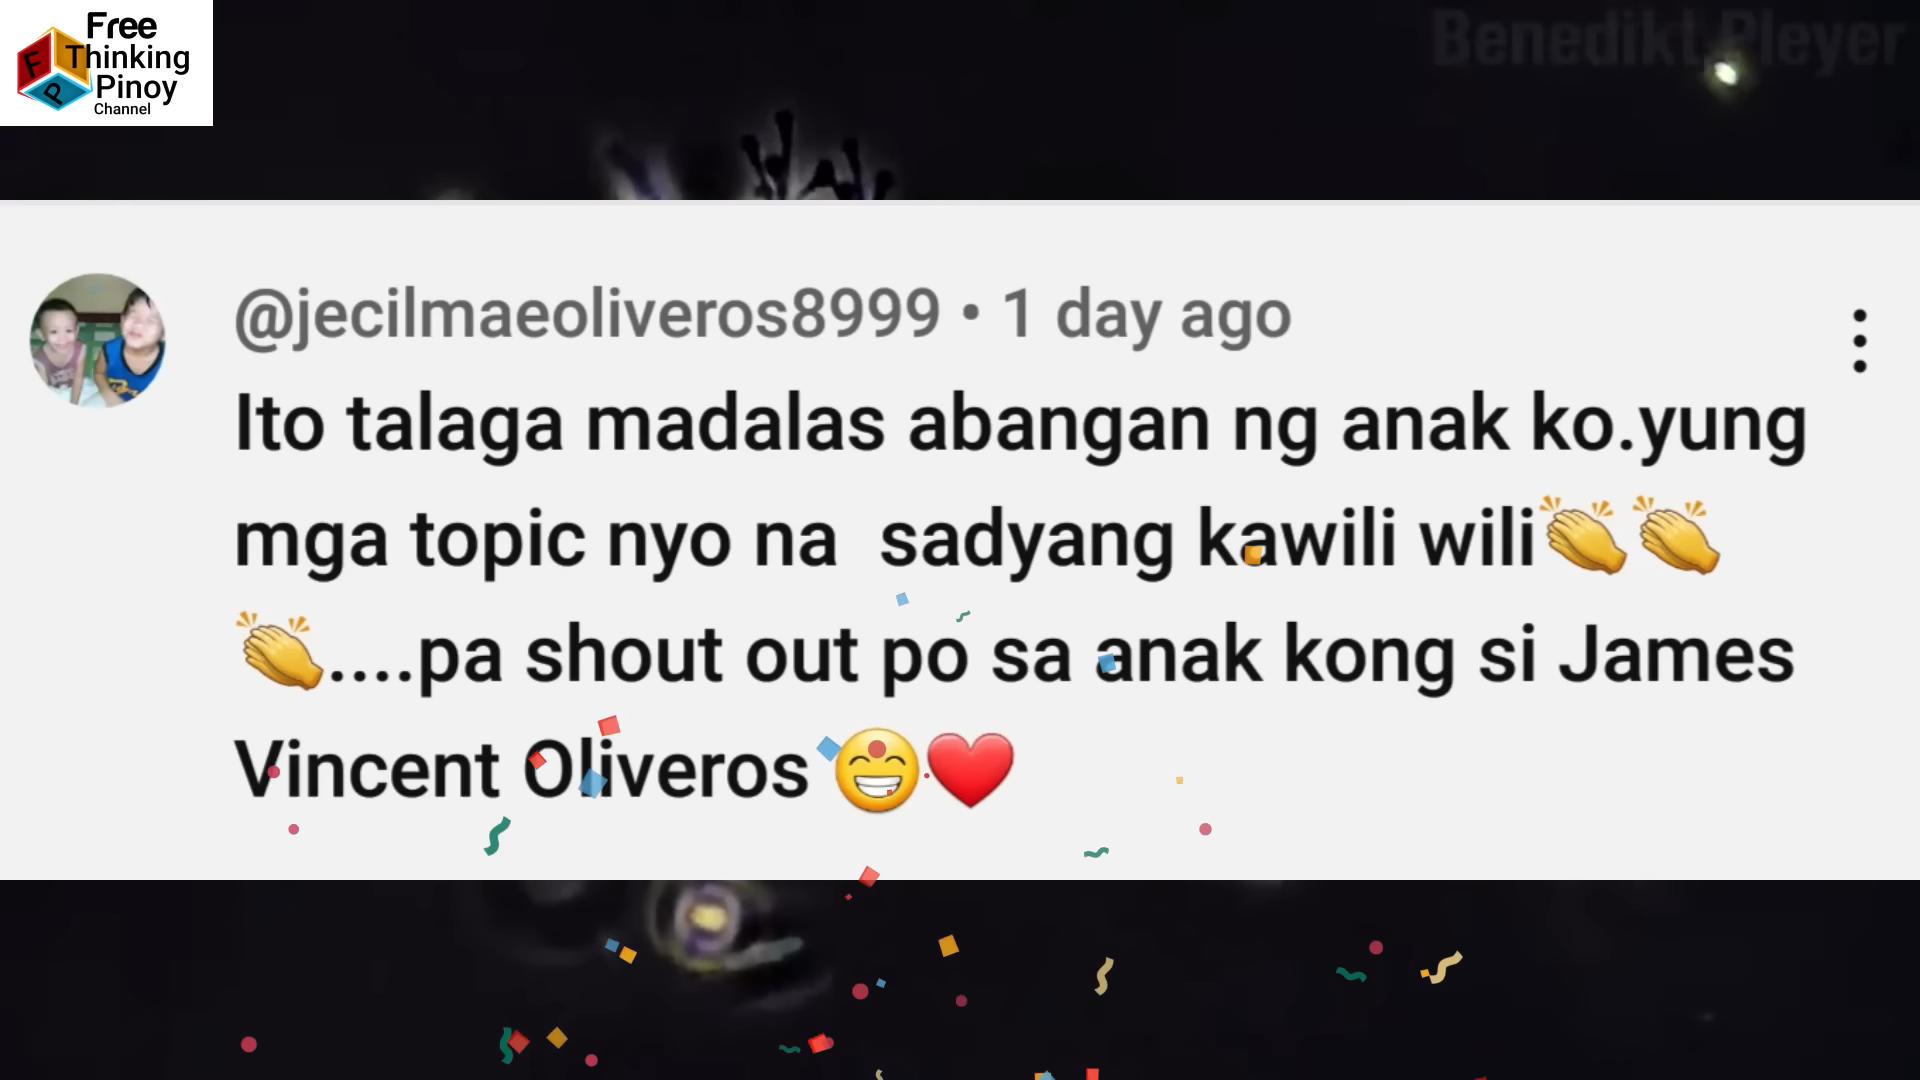 Free
Thinking
Pinoy
Channel
F
P
Benedikt Pleyer
@jecilmaeoliveros8999 • 1 day ago
Ito talaga madalas abangan ng anak ko.yung
mga topic nyo na  sadyang kawili wili👏👏
👏....pa shout out po sa anak kong si James
Vincent Oliveros 😁❤️